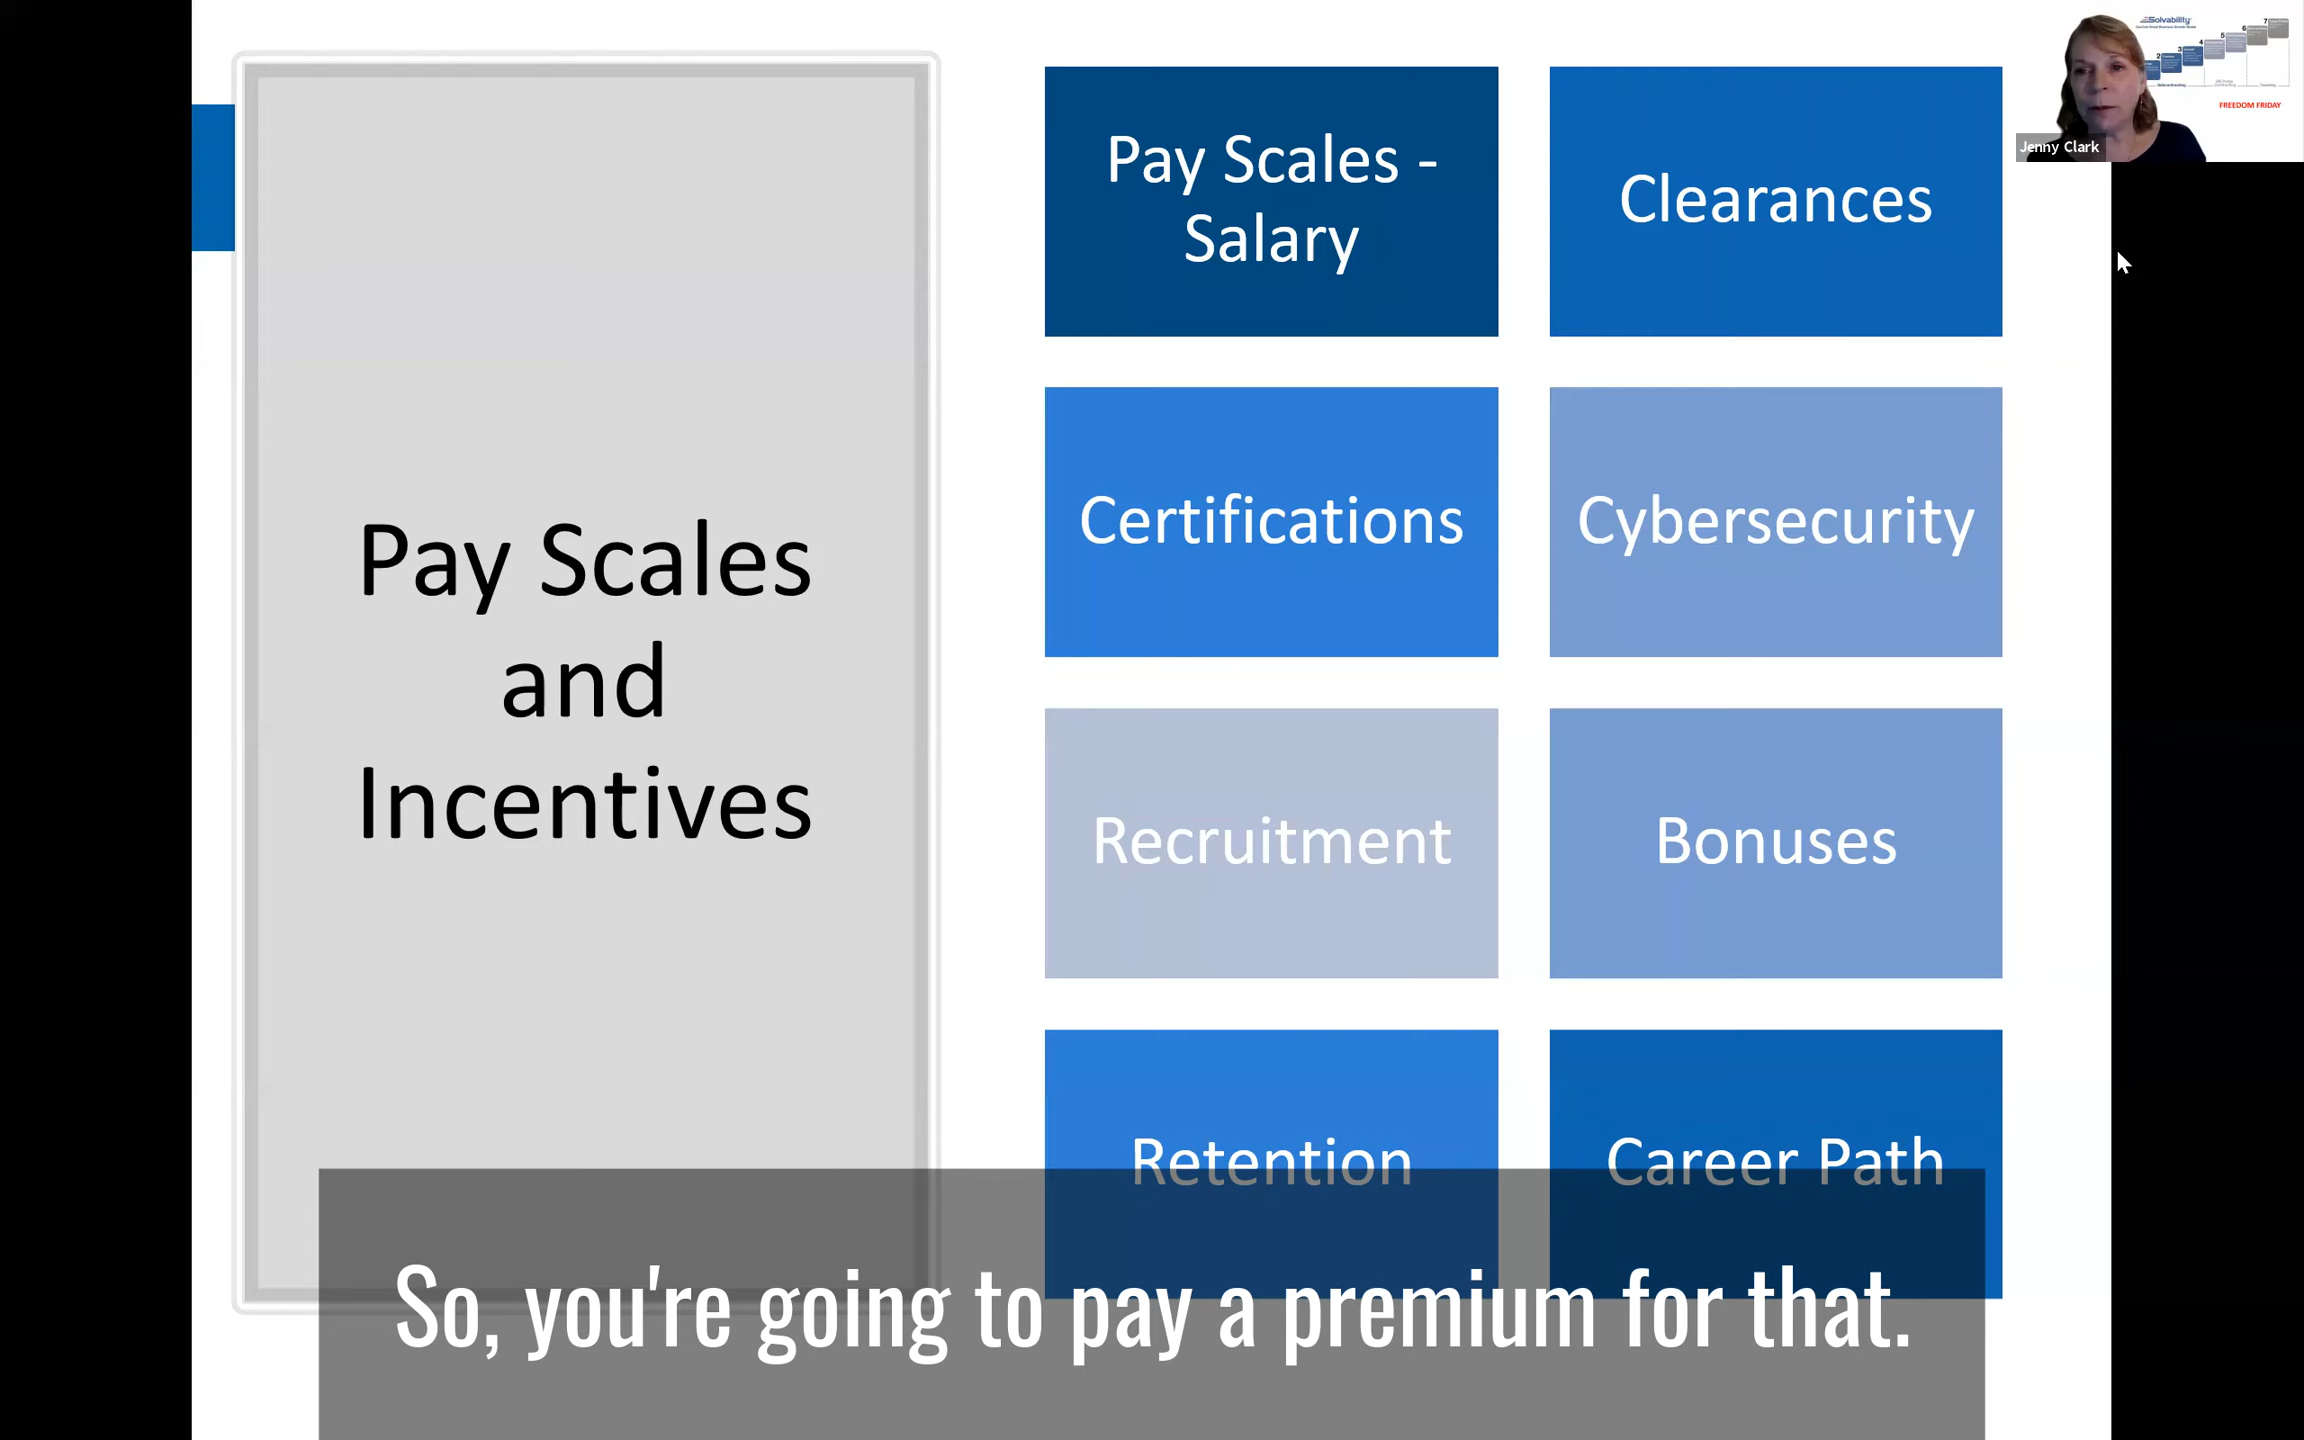 Pay Scales
and
Incentives
Pay Scales -
Salary
Clearances
Certifications
Cybersecurity
Recruitment
Bonuses
Retention
Career Path
So, you're going to pay a premium for that.
Solvability
FREEDOM FRIDAY
Jenny Clark